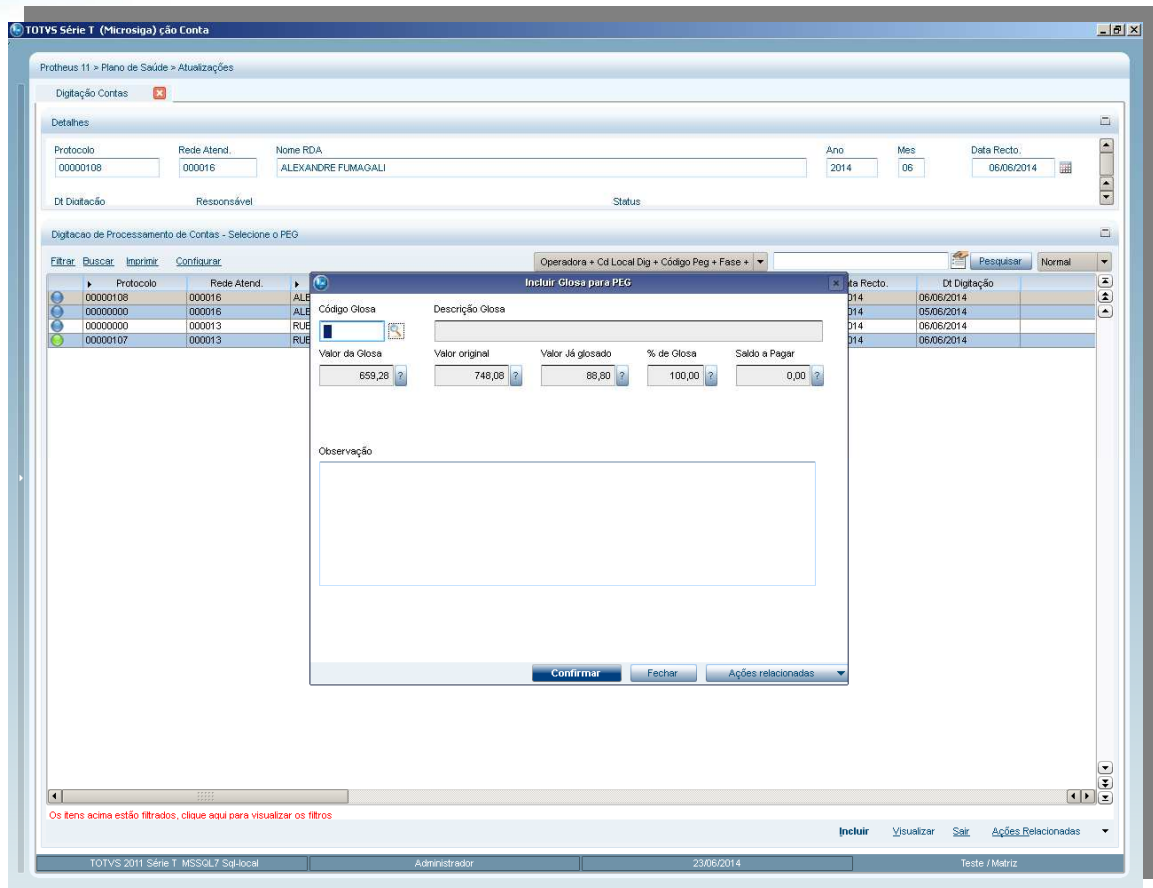 TOTVS Série T (Microsiga) ção Conta
Protheus 11 > Plano de Saúde > Atualizações
Digitação Contas
Detalhes
Protocolo Rede Atend. Nome RDA Ano Mes Data Recto.
00000108 000016 ALEXANDRE FUMAGALI 2014 06 06/06/2014
Dt Digitação Responsável Status
Digitacao de Processamento de Contas - Selecione o PEG
Filtrar Buscar Imprimir Configurar Operadora + Cd Local Dig + Código Peg + Fase + Pesquisar Normal
Protocolo Rede Atend. ta Recto. Dt Digitação
00000108 000016 ALE 014 06/06/2014
00000000 000016 ALE 014 05/06/2014
00000000 000013 RUE 014 06/06/2014
00000107 000013 RUE 014 06/06/2014
Incluir Glosa para PEG
Código Glosa Descrição Glosa
Valor da Glosa Valor original Valor Já glosado % de Glosa Saldo a Pagar
659,28 ? 748,08 ? 88,80 ? 100,00 ? 0,00 ?
Observação
Confirmar Fechar Ações relacionadas
Os itens acima estão filtrados, clique aqui para visualizar os filtros
Incluir Visualizar Sair Ações Relacionadas
TOTVS 2011 Série T MSSQL7 Sql-local Administrador 23/06/2014 Teste / Matriz